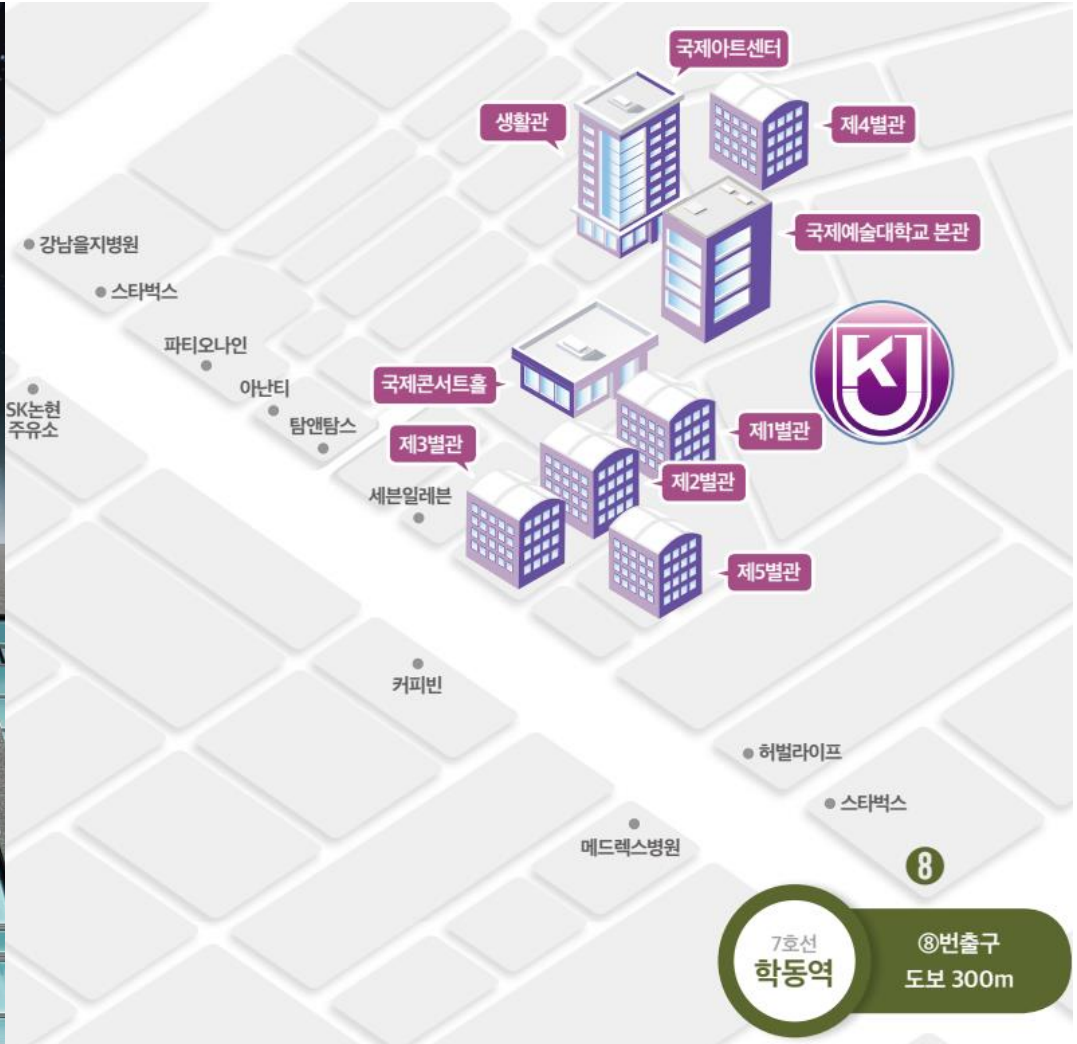 국제아트센터
생활관
제4별관
국제예술대학교 본관
강남을지병원
스타벅스
파티오나인
아난티
탐앤탐스
SK논현
주유소
국제콘서트홀
KU
제1별관
제3별관
제2별관
세븐일레븐
제5별관
커피빈
허벌라이프
스타벅스
메드렉스병원
8
7호선
학동역
⑧번출구
도보 300m